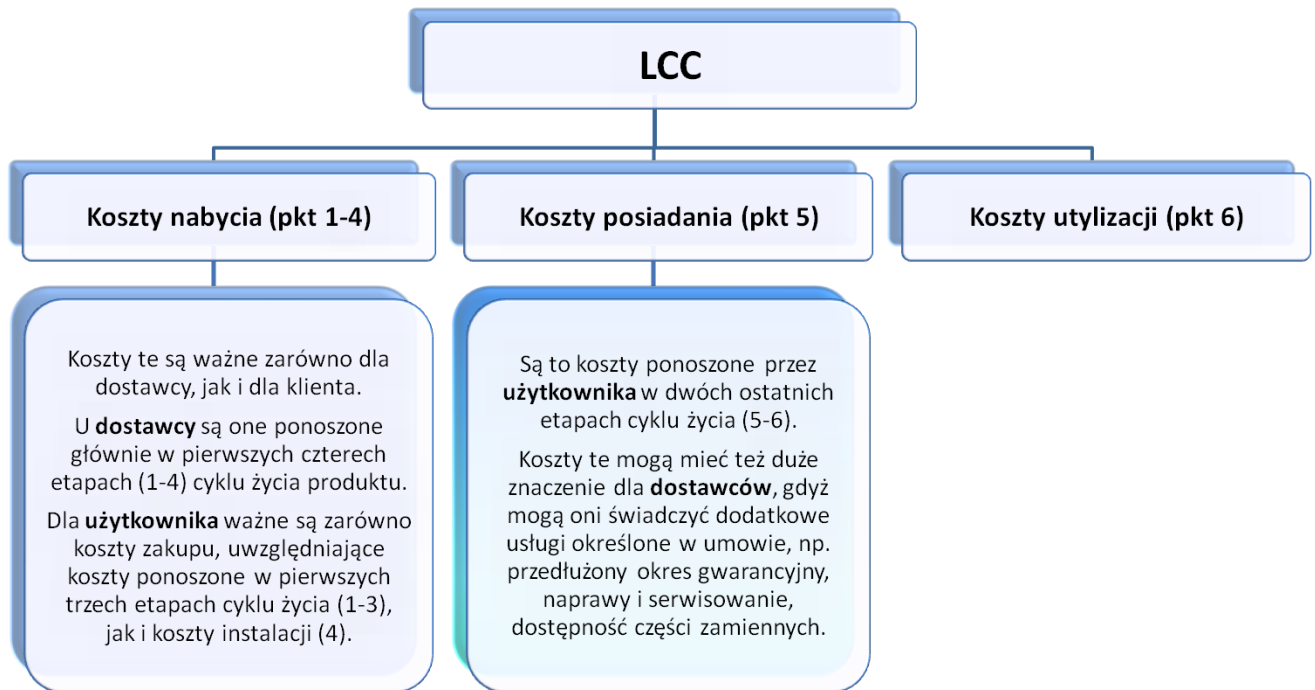 LCC
Koszty nabycia (pkt 1-4)
Koszty posiadania (pkt 5)
Koszty utylizacji (pkt 6)
Koszty te są ważne zarówno dla
dostawcy, jak i dla klienta.
U dostawcy są one ponoszone
głównie w pierwszych czterech
etapach (1-4) cyklu życia produktu.
Dla użytkownika ważne są zarówno
koszty zakupu, uwzględniające
koszty ponoszone w pierwszych
trzech etapach cyklu życia (1-3),
jak i koszty instalacji (4).
Są to koszty ponoszone przez
użytkownika w dwóch ostatnich
etapach cyklu życia (5-6).
Koszty te mogą mieć też duże
znaczenie dla dostawców, gdyż
mogą oni świadczyć dodatkowe
usługi określone w umowie, np.
przedłużony okres gwarancyjny,
naprawy i serwisowanie,
dostępność części zamiennych.